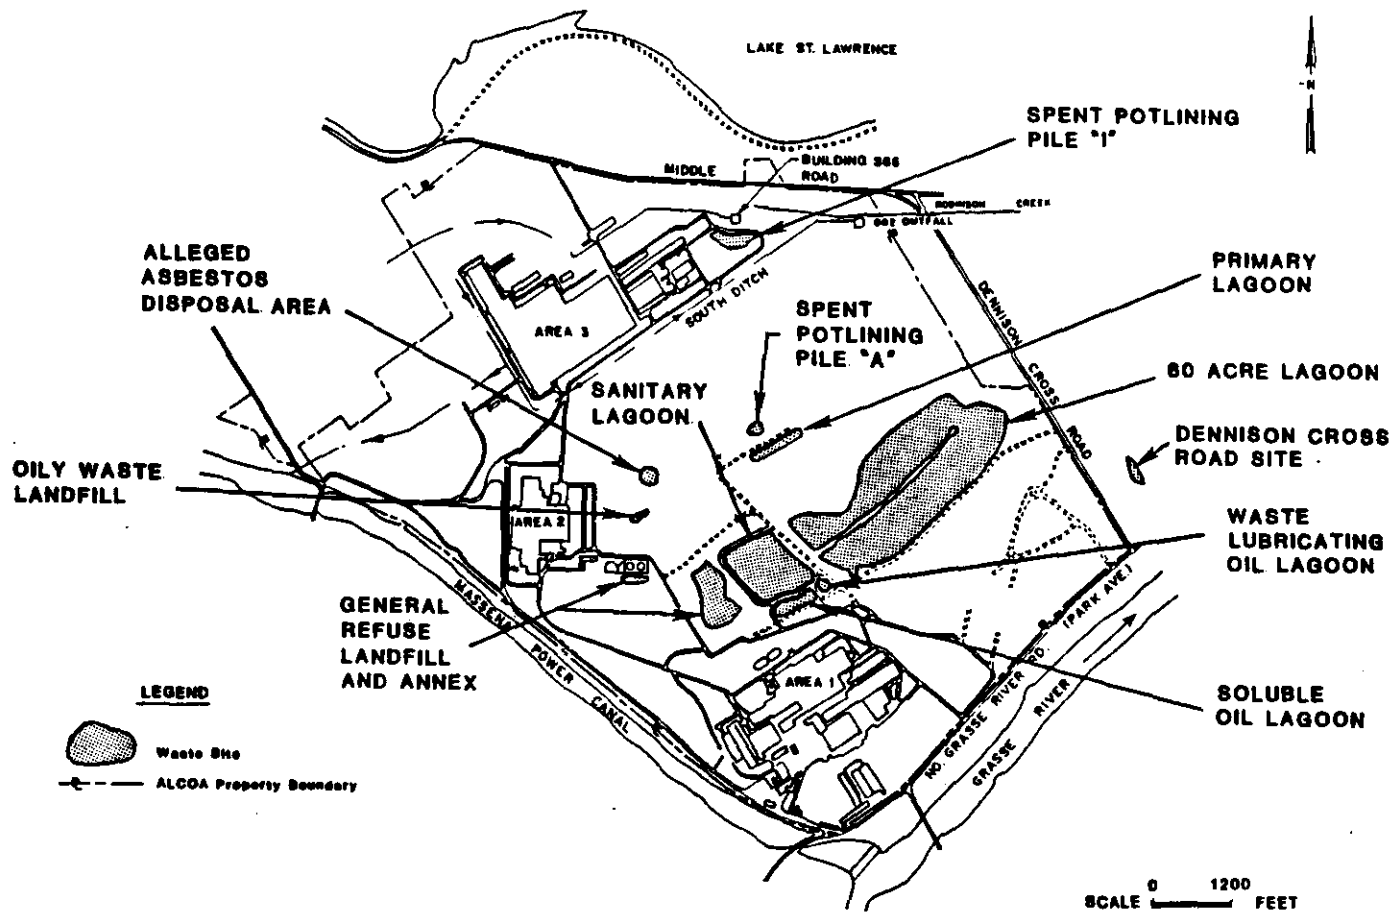 LAKE ST. LAWRENCE
N
SPENT POTLINING
PILE "I"
BUILDING 366
MIDDLE
ROAD
ROBINSON CREEK
002 OUTFALL
ALLEGED
ASBESTOS
DISPOSAL AREA
PRIMARY
LAGOON
SOUTH DITCH
DENNISON CROSS ROAD
AREA 3
SPENT
POTLINING
PILE "A"
60 ACRE LAGOON
SANITARY
LAGOON
DENNISON CROSS
ROAD SITE
OILY WASTE
LANDFILL
AREA 2
WASTE
LUBRICATING
OIL LAGOON
MASSENA POWER CANAL
GENERAL
REFUSE
LANDFILL
AND ANNEX
(PARK AVE.)
NO. GRASSE RIVER RD.
GRASSE RIVER
AREA 1
SOLUBLE
OIL LAGOON
LEGEND
Waste Site
ALCOA Property Boundary
0 1200
SCALE FEET